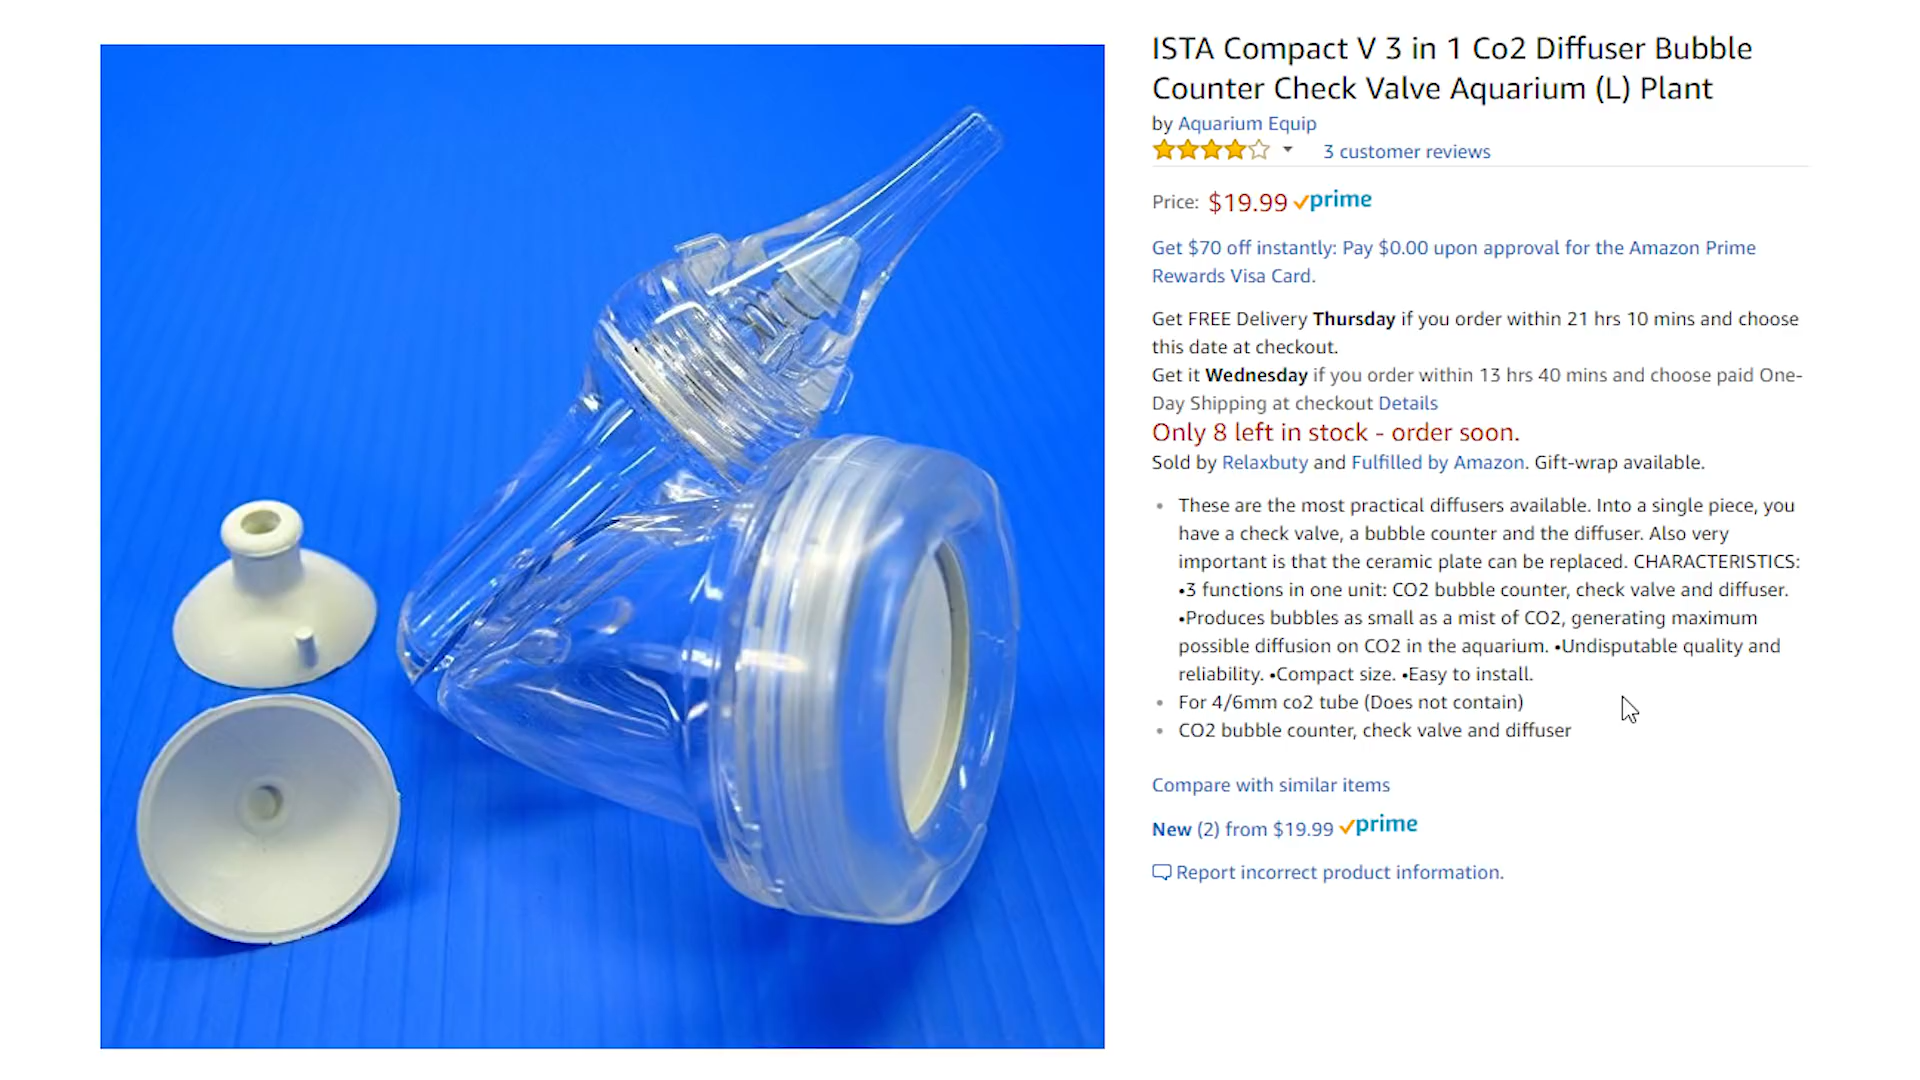 ISTA Compact V 3 in 1 Co2 Diffuser Bubble
Counter Check Valve Aquarium (L) Plant
by Aquarium Equip
3 customer reviews
Price: $19.99 prime
Get $70 off instantly: Pay $0.00 upon approval for the Amazon Prime
Rewards Visa Card.
Get FREE Delivery Thursday if you order within 21 hrs 10 mins and choose
this date at checkout.
Get it Wednesday if you order within 13 hrs 40 mins and choose paid One-
Day Shipping at checkout Details
Only 8 left in stock - order soon.
Sold by Relaxbuty and Fulfilled by Amazon. Gift-wrap available.
• These are the most practical diffusers available. Into a single piece, you
have a check valve, a bubble counter and the diffuser. Also very
important is that the ceramic plate can be replaced. CHARACTERISTICS:
•3 functions in one unit: CO2 bubble counter, check valve and diffuser.
•Produces bubbles as small as a mist of CO2, generating maximum
possible diffusion on CO2 in the aquarium. •Undisputable quality and
reliability. •Compact size. •Easy to install.
• For 4/6mm co2 tube (Does not contain)
• CO2 bubble counter, check valve and diffuser
Compare with similar items
New (2) from $19.99 prime
Report incorrect product information.